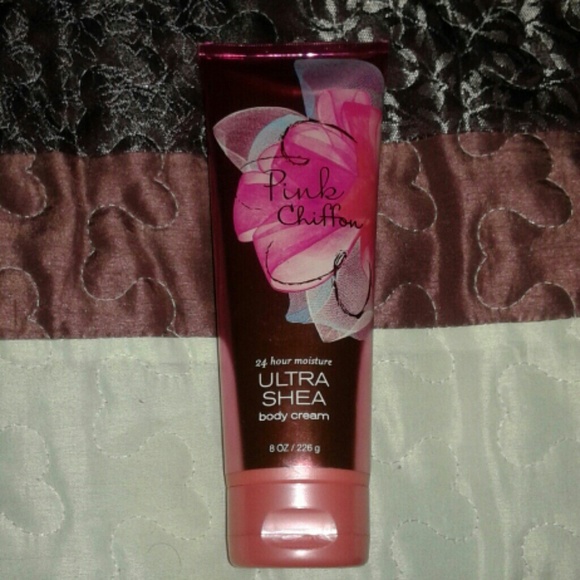 Pink
Chiffon
24 hour moisture
ULTRA
SHEA
body cream
8 OZ / 226 g